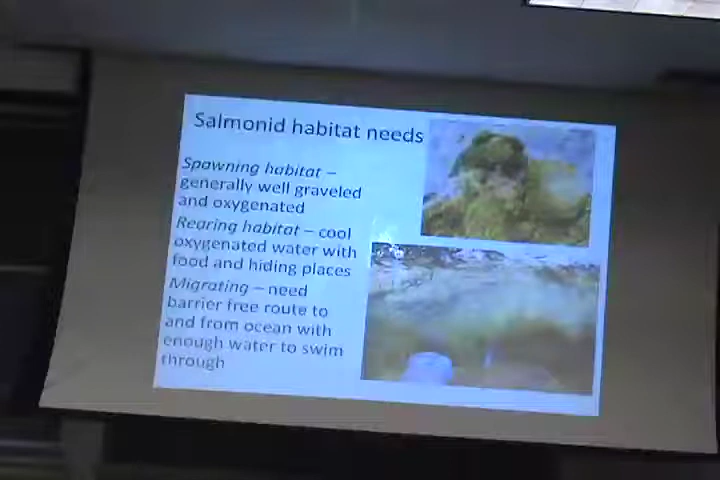 Salmonid habitat needs
Spawning habitat –
generally well graveled
and oxygenated
Rearing habitat – cool
oxygenated water with
food and hiding places
Migrating – need
barrier free route to
and from ocean with
enough water to swim
through